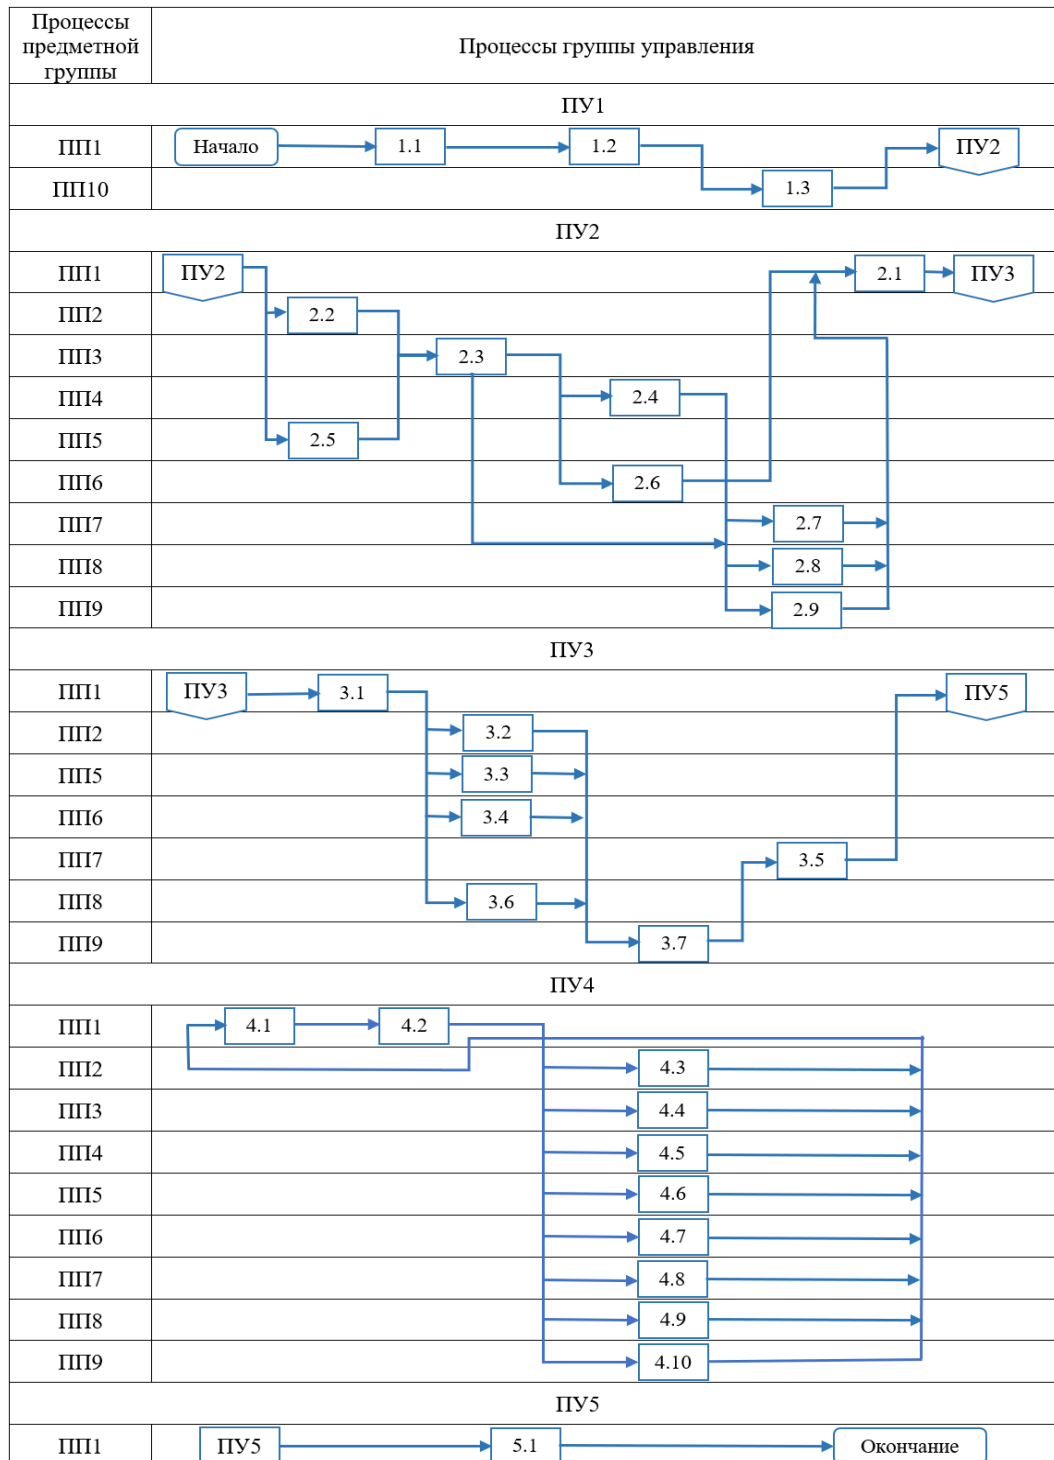 Процессы
предметной
группы
Процессы группы управления
ПУ1
ПП1 Начало 1.1 1.2 ПУ2
ПП10 1.3
ПУ2
ПП1 ПУ2 2.1 ПУ3
ПП2 2.2
ПП3 2.3
ПП4 2.4
ПП5 2.5
ПП6 2.6
ПП7 2.7
ПП8 2.8
ПП9 2.9
ПУ3
ПП1 ПУ3 3.1 ПУ5
ПП2 3.2
ПП5 3.3
ПП6 3.4
ПП7 3.5
ПП8 3.6
ПП9 3.7
ПУ4
ПП1 4.1 4.2
ПП2 4.3
ПП3 4.4
ПП4 4.5
ПП5 4.6
ПП6 4.7
ПП7 4.8
ПП8 4.9
ПП9 4.10
ПУ5
ПП1 ПУ5 5.1 Окончание